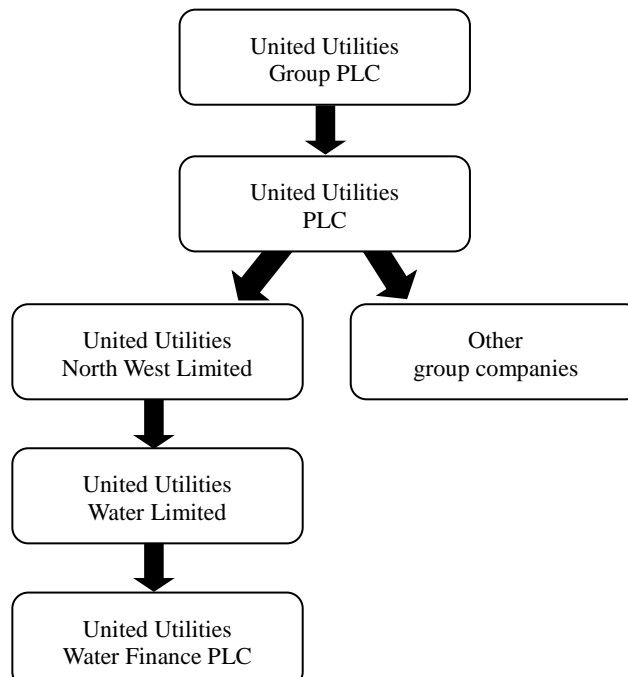 United Utilities
Group PLC
United Utilities
PLC
United Utilities
North West Limited
Other
group companies
United Utilities
Water Limited
United Utilities
Water Finance PLC